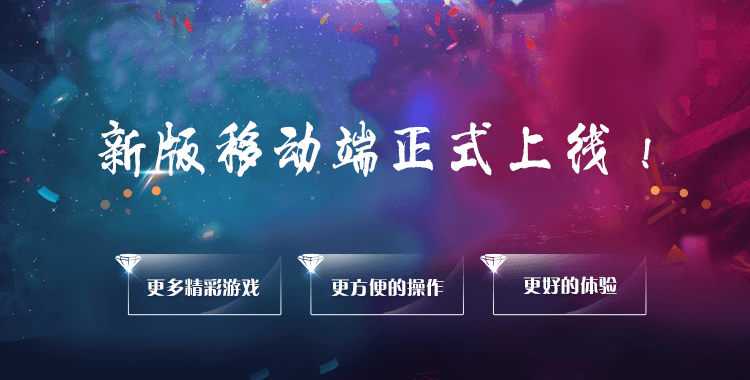 新版移动端正式上线！
更多精彩游戏
更方便的操作
更好的体验